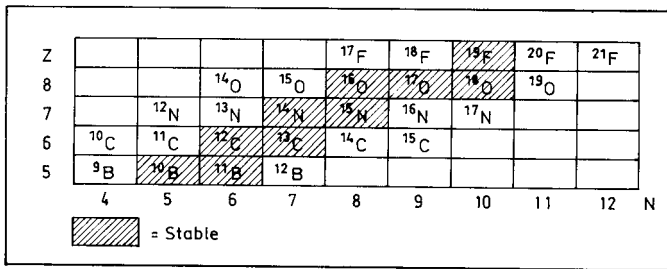 Z 17F 18F 19F 20F 21F
8 14O 15O 16O 17O 18O 19O
7 12N 13N 14N 15N 16N 17N
6 10C 11C 12C 13C 14C 15C
5 9B 10B 11B 12B
4 5 6 7 8 9 10 11 12 N
= Stable